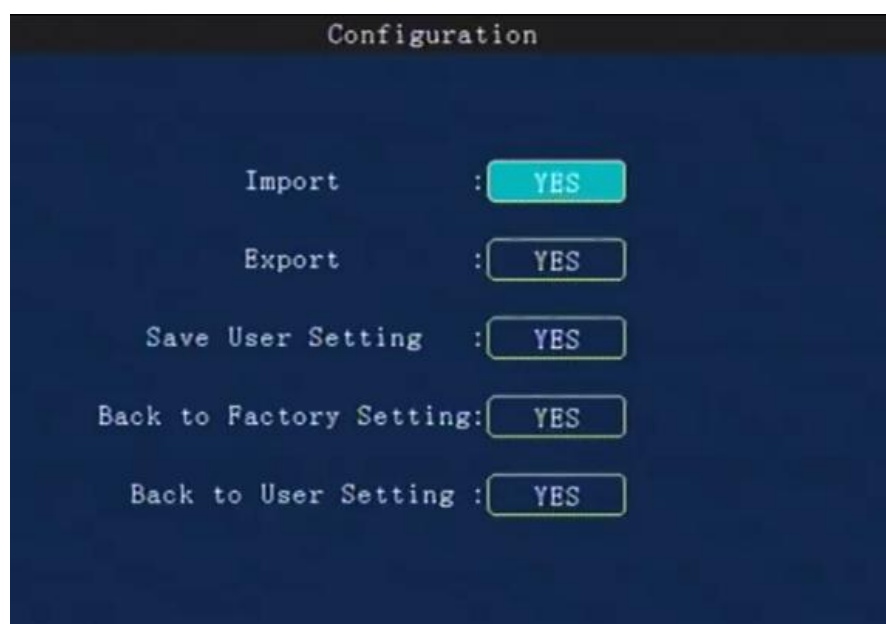 Configuration
Import : YES
Export : YES
Save User Setting : YES
Back to Factory Setting: YES
Back to User Setting : YES